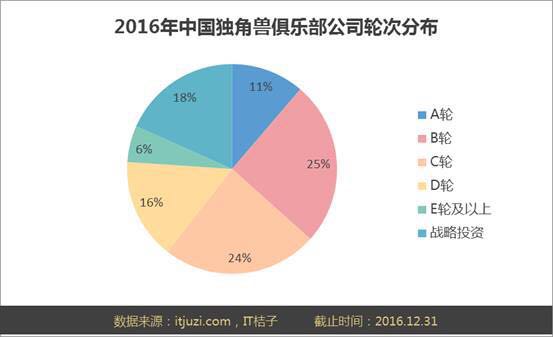 2016年中国独角兽俱乐部公司轮次分布
11%
25%
24%
16%
6%
18%
A轮
B轮
C轮
D轮
E轮及以上
战略投资
数据来源：itjuzi.com，IT桔子 截止时间：2016.12.31